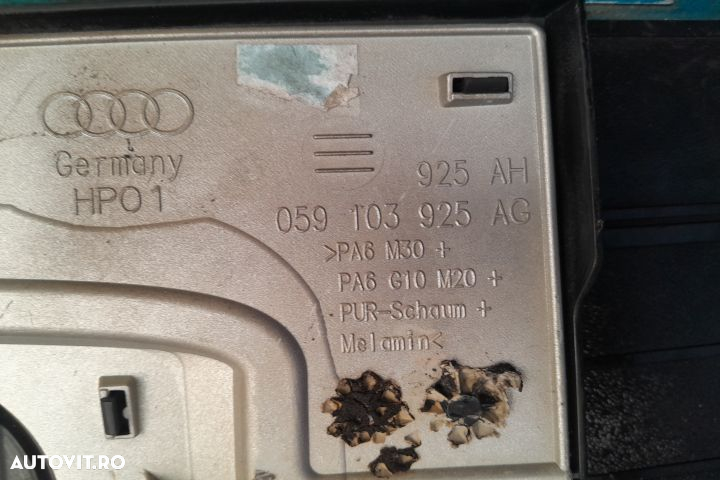 Germany
HPO1
925 AH
059 103 925 AG
>PA6 M30 +
PA6 G10 M20 +
PUR-Schaum +
Melamin<
AUTOVIT.RO